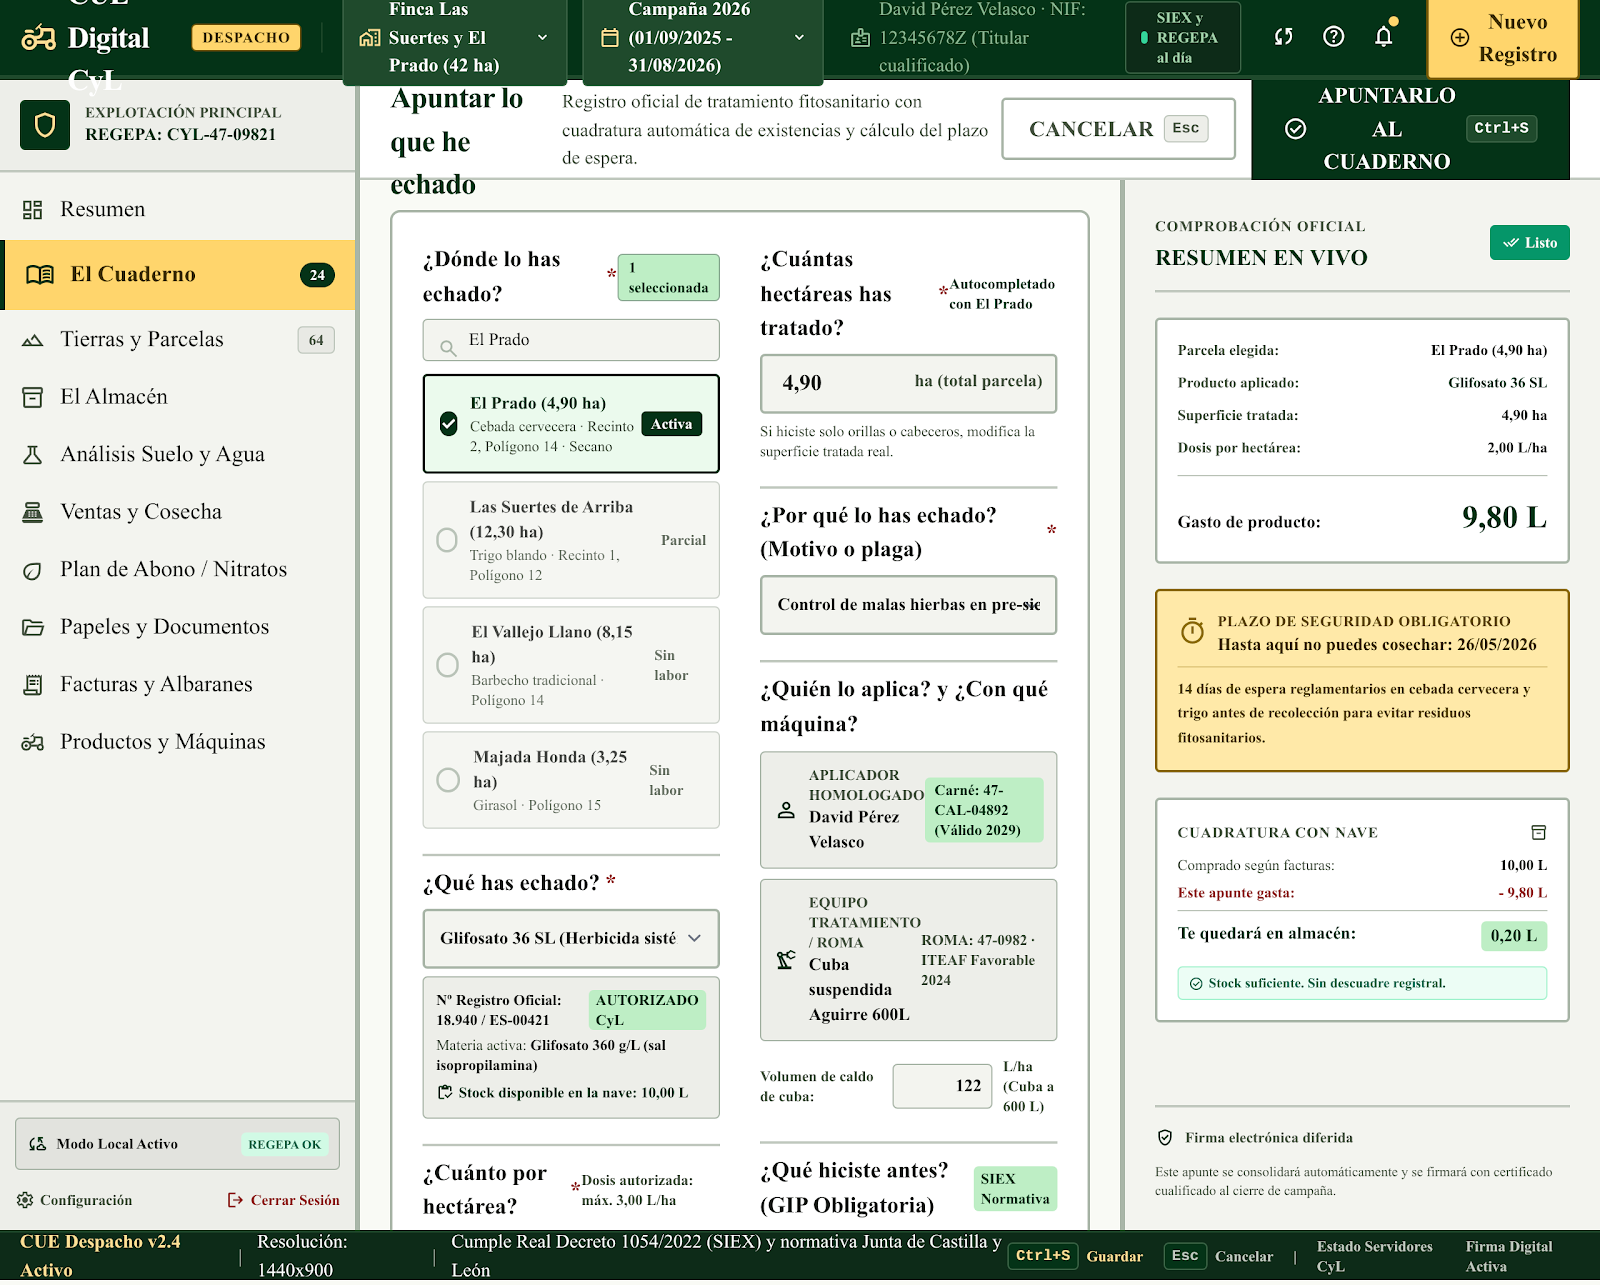 CUE
Digital
CyL
DESPACHO
Finca Las
Suertes y El
Prado (42 ha)
Campaña 2026
(01/09/2025 -
31/08/2026)
David Pérez Velasco · NIF:
12345678Z (Titular
cualificado)
SIEX y
REGEPA
al día
Nuevo
Registro
EXPLOTACIÓN PRINCIPAL
REGEPA: CYL-47-09821
Resumen
El Cuaderno
24
Tierras y Parcelas
64
El Almacén
Análisis Suelo y Agua
Ventas y Cosecha
Plan de Abono / Nitratos
Papeles y Documentos
Facturas y Albaranes
Productos y Máquinas
Modo Local Activo
REGEPA OK
Configuración
Cerrar Sesión
Apuntar lo
que he
echado
Registro oficial de tratamiento fitosanitario con
cuadratura automática de existencias y cálculo del plazo
de espera.
CANCELAR
Esc
APUNTARLO
AL
CUADERNO
Ctrl+S
¿Dónde lo has
echado?
*
1
seleccionada
El Prado
El Prado (4,90 ha)
Cebada cervecera · Recinto
2, Polígono 14 · Secano
Activa
Las Suertes de Arriba
(12,30 ha)
Trigo blando · Recinto 1,
Polígono 12
Parcial
El Vallejo Llano (8,15
ha)
Barbecho tradicional ·
Polígono 14
Sin
labor
Majada Honda (3,25
ha)
Girasol · Polígono 15
Sin
labor
¿Qué has echado? *
Glifosato 36 SL (Herbicida sisté
Nº Registro Oficial:
18.940 / ES-00421
AUTORIZADO
CyL
Materia activa: Glifosato 360 g/L (sal
isopropilamina)
Stock disponible en la nave: 10,00 L
¿Cuánto por
hectárea?
*
Dosis autorizada:
máx. 3,00 L/ha
¿Cuántas
hectáreas has
tratado?
*
Autocompletado
con El Prado
4,90
ha (total parcela)
Si hiciste solo orillas o cabeceros, modifica la
superficie tratada real.
¿Por qué lo has echado?
(Motivo o plaga)
*
Control de malas hierbas en pre-sie
¿Quién lo aplica? y ¿Con qué
máquina?
APLICADOR
HOMOLOGADO
David Pérez
Velasco
Carné: 47-
CAL-04892
(Válido 2029)
EQUIPO
TRATAMIENTO
/ ROMA
Cuba
suspendida
Aguirre 600L
ROMA: 47-0982 ·
ITEAF Favorable
2024
Volumen de caldo
de cuba:
122
L/ha
(Cuba a
600 L)
¿Qué hiciste antes?
(GIP Obligatoria)
SIEX
Normativa
COMPROBACIÓN OFICIAL
RESUMEN EN VIVO
Listo
Parcela elegida:
El Prado (4,90 ha)
Producto aplicado:
Glifosato 36 SL
Superficie tratada:
4,90 ha
Dosis por hectárea:
2,00 L/ha
Gasto de producto:
9,80 L
PLAZO DE SEGURIDAD OBLIGATORIO
Hasta aquí no puedes cosechar: 26/05/2026
14 días de espera reglamentarios en cebada cervecera y
trigo antes de recolección para evitar residuos
fitosanitarios.
CUADRATURA CON NAVE
Comprado según facturas:
10,00 L
Este apunte gasta:
- 9,80 L
Te quedará en almacén:
0,20 L
Stock suficiente. Sin descuadre registral.
Firma electrónica diferida
Este apunte se consolidará automáticamente y se firmará con certificado
cualificado al cierre de campaña.
CUE Despacho v2.4
Activo
|
Resolución:
1440x900
|
Cumple Real Decreto 1054/2022 (SIEX) y normativa Junta de Castilla y
León
Ctrl+S
Guardar
Esc
Cancelar
|
Estado Servidores
CyL
Firma Digital
Activa